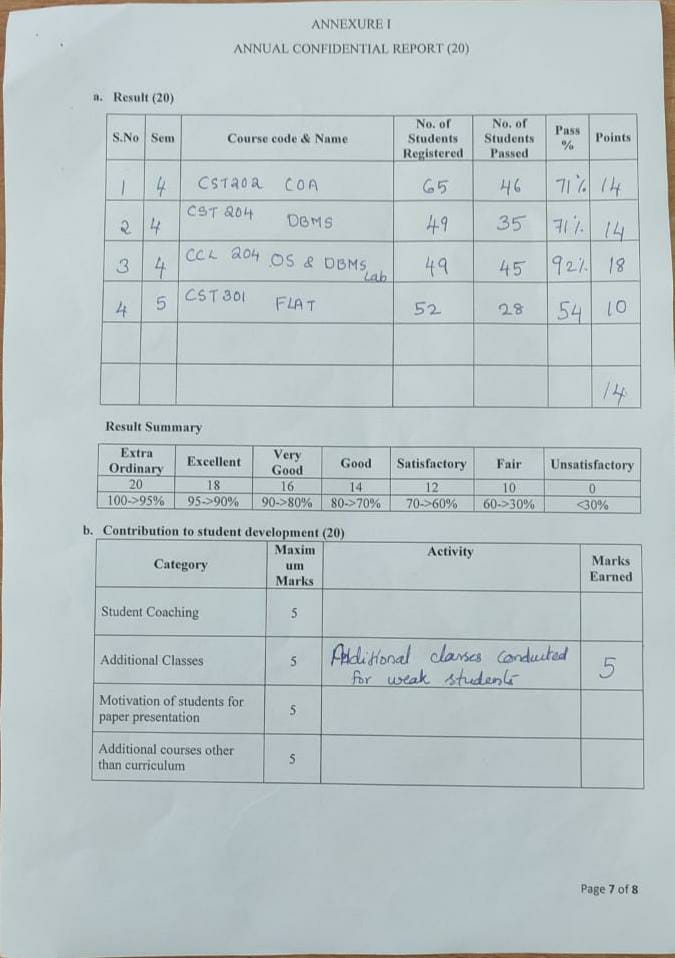 ANNEXURE I
ANNUAL CONFIDENTIAL REPORT (20)
a. Result (20)
S.No Sem Course code & Name No. of Students Registered No. of Students Passed Pass % Points
1 4 CST202 COA 65 46 71% 14
2 4 CST 204 DBMS 49 35 71% 14
3 4 CCL 204 OS & DBMS Lab 49 45 92% 18
4 5 CST301 FLAT 52 28 54 10
14
Result Summary
Extra Ordinary Excellent Very Good Good Satisfactory Fair Unsatisfactory
20 18 16 14 12 10 0
100->95% 95->90% 90->80% 80->70% 70->60% 60->30% <30%
b. Contribution to student development (20)
Category Maxim um Marks Activity Marks Earned
Student Coaching 5
Additional Classes 5 Additional classes conducted for weak students 5
Motivation of students for paper presentation 5
Additional courses other than curriculum 5
Page 7 of 8